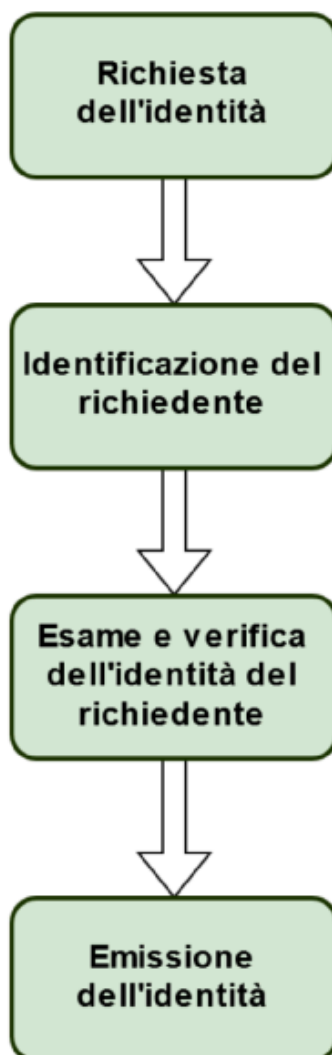 Richiesta
dell'identità
Identificazione del
richiedente
Esame e verifica
dell'identità del
richiedente
Emissione
dell'identità